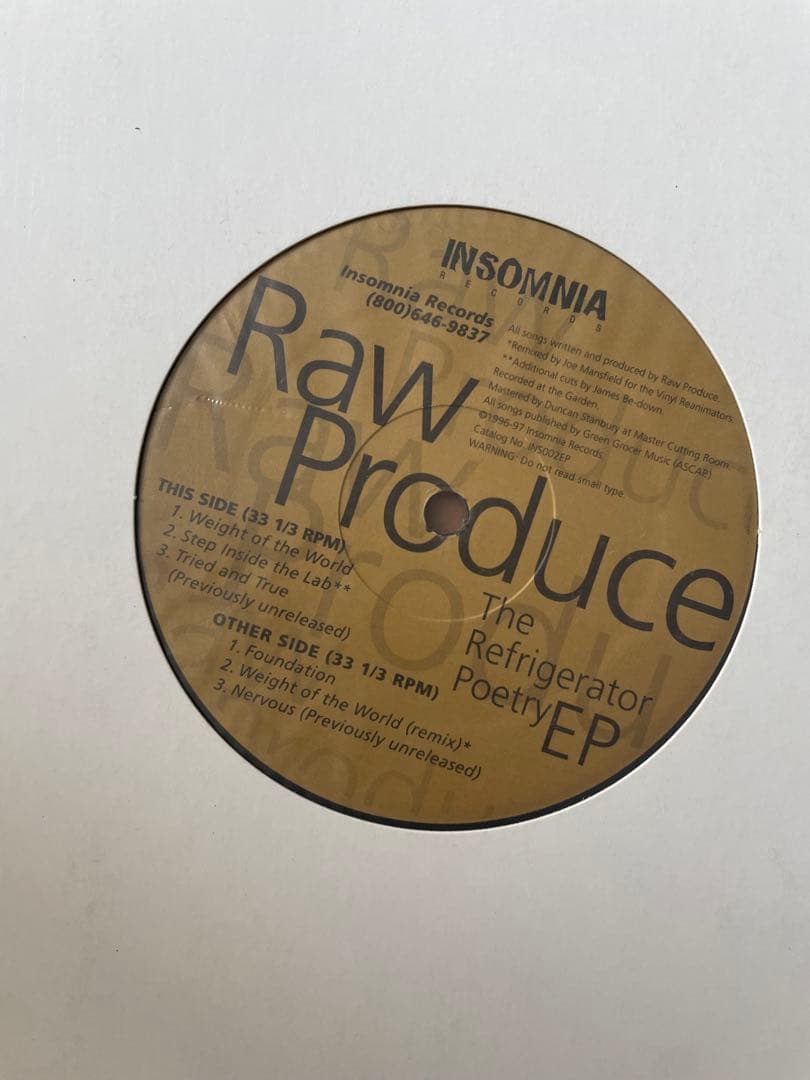 INSOMNIA
RECORDS
Insomnia Records
(800)646-9837
All songs written and produced by Raw Produce.
*Remixed by Joe Mansfield for the Vinyl Reanimators.
**Additional cuts by James Be-down.
Recorded at the Garden.
Mastered by Duncan Stanbury at Master Cutting Room.
All songs published by Green Grocer Music (ASCAP)
©1996-97 Insomnia Records.
Catalog No. INS002EP
WARNING: Do not read small type
Raw
Produce
The
Refrigerator
Poetry EP
THIS SIDE (33 1/3 RPM)
1. Weight of the World
2. Step Inside the Lab**
3. Tried and True
(Previously unreleased)
OTHER SIDE (33 1/3 RPM)
1. Foundation
2. Weight of the World (remix)*
3. Nervous (Previously unreleased)